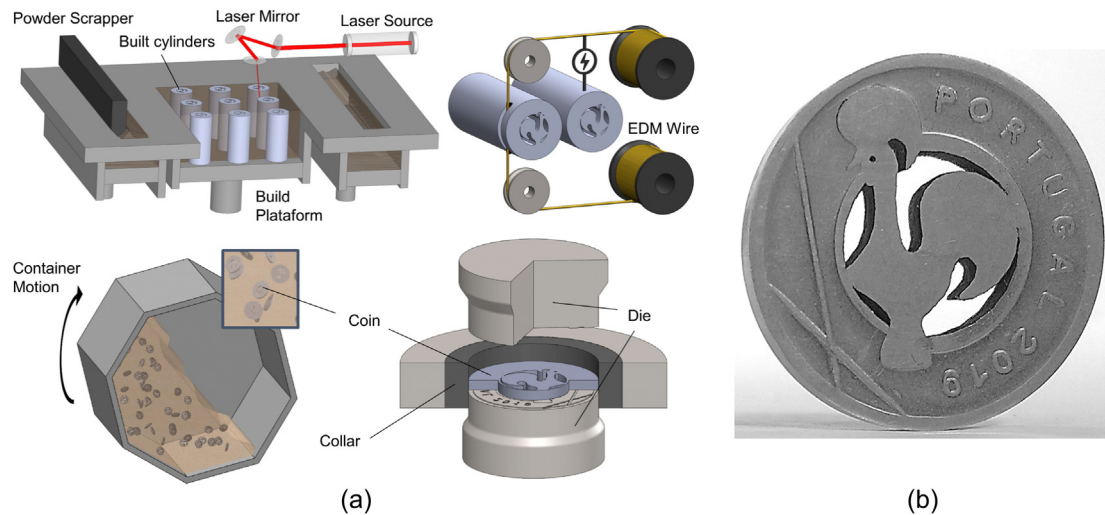 Powder Scrapper
Laser Mirror
Laser Source
Built cylinders
EDM Wire
Build
Plataform
Container
Motion
Coin
Die
Collar
(a)
PORTUGAL 2019
(b)